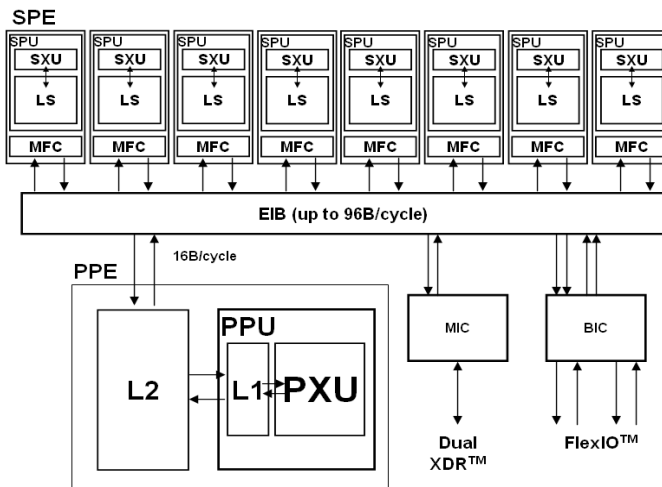 SPE
SPU SPU SPU SPU SPU SPU SPU SPU
SXU SXU SXU SXU SXU SXU SXU SXU
LS LS LS LS LS LS LS LS
MFC MFC MFC MFC MFC MFC MFC MFC
EIB (up to 96B/cycle)
16B/cycle
PPE
PPU
L2
L1
PXU
MIC
BIC
Dual
XDR™
FlexIO™